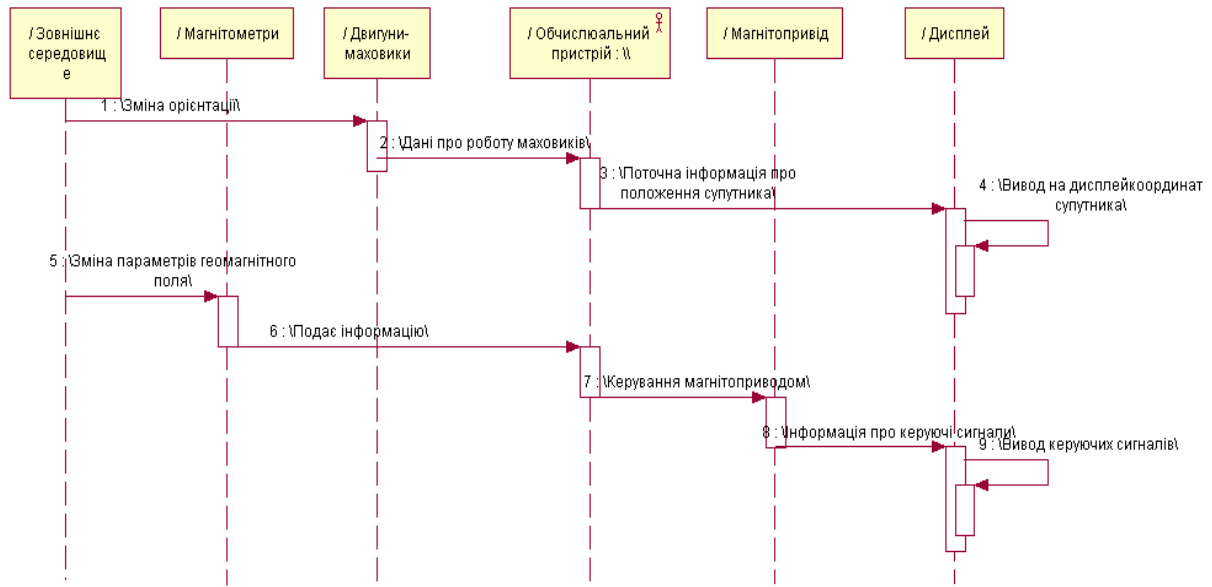 / Зовнішнє
середовищ
е
/ Магнітометри
/ Двигуни-
маховики
/ Обчислюальний
пристрій : \\
/ Магнітопривід
/ Дисплей
1 : \Зміна орієнтації\
2 : \Дані про роботу маховиків\
3 : \Поточна інформація про
положення супутника\
4 : \Вивод на дисплейкоординат
супутника\
5 : \Зміна параметрів геомагнітного
поля\
6 : \Подає інформацію\
7 : \Керування магнітоприводом\
8 : \Інформація про керуючі сигнали\
9 : \Вивод керуючих сигналів\